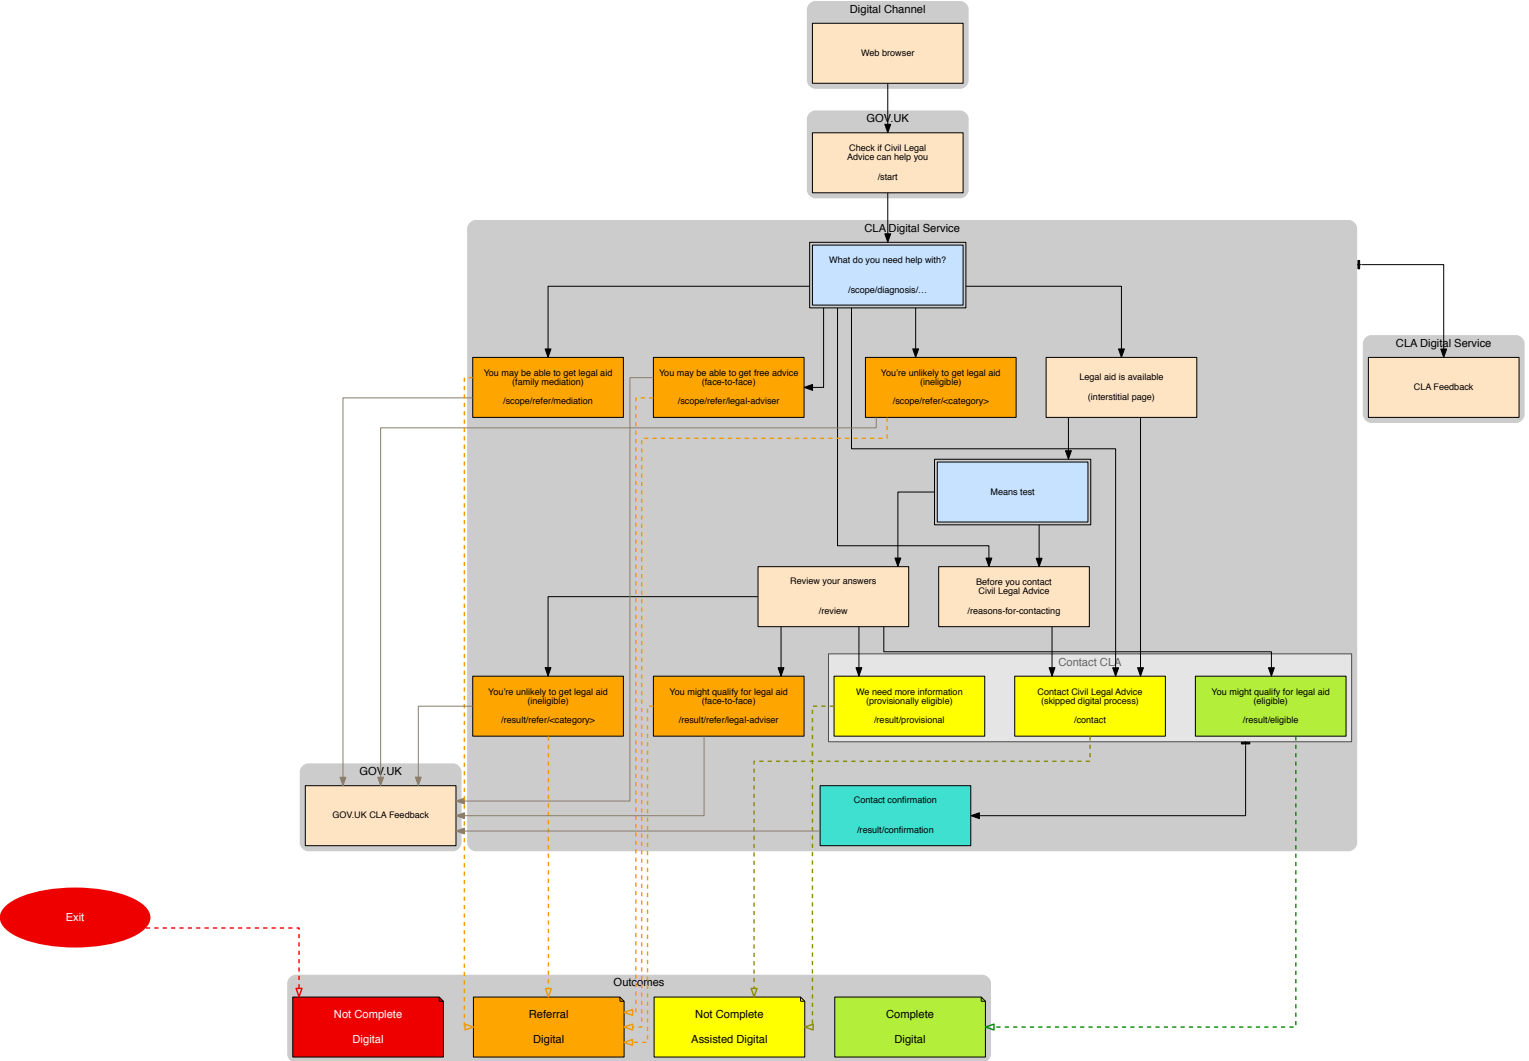 Digital Channel
Web browser
GOV.UK
Check if Civil Legal
Advice can help you
/start
CLA Digital Service
What do you need help with?
/scope/diagnosis/…
CLA Digital Service
CLA Feedback
You may be able to get legal aid
(family mediation)
/scope/refer/mediation
You may be able to get free advice
(face-to-face)
/scope/refer/legal-adviser
You're unlikely to get legal aid
(ineligible)
/scope/refer/<category>
Legal aid is available
(interstitial page)
Means test
Review your answers
/review
Before you contact
Civil Legal Advice
/reasons-for-contacting
Contact CLA
You're unlikely to get legal aid
(ineligible)
/result/refer/<category>
You might qualify for legal aid
(face-to-face)
/result/refer/legal-adviser
We need more information
(provisionally eligible)
/result/provisional
Contact Civil Legal Advice
(skipped digital process)
/contact
You might qualify for legal aid
(eligible)
/result/eligible
GOV.UK
GOV.UK CLA Feedback
Contact confirmation
/result/confirmation
Exit
Outcomes
Not Complete
Digital
Referral
Digital
Not Complete
Assisted Digital
Complete
Digital